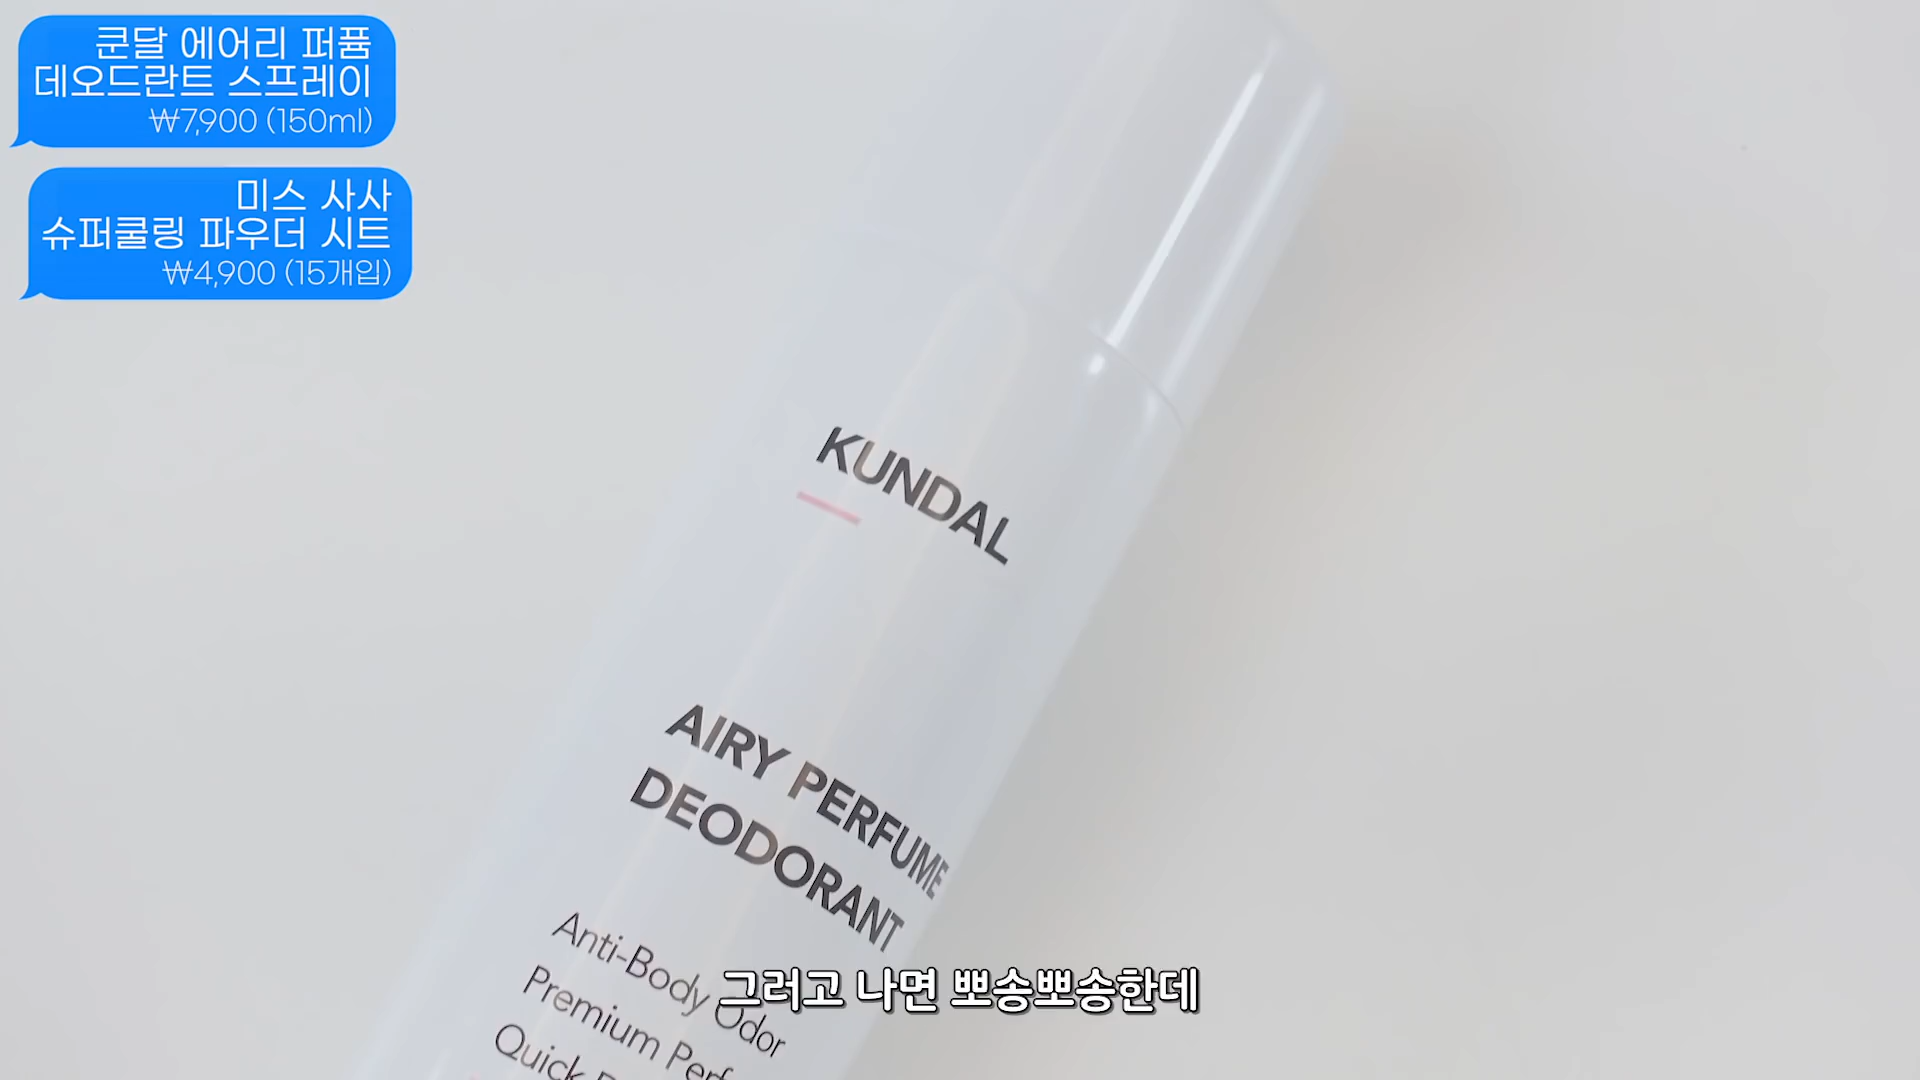 쿤달 에어리 퍼퓸
데오드란트 스프레이
₩7,900 (150ml)
미스 사사
슈퍼쿨링 파우더 시트
₩4,900 (15개입)
KUNDAL
AIRY PERFUME
DEODORANT
Anti-Body Odor
Premium
Quick
그러고 나면 뽀송뽀송한데